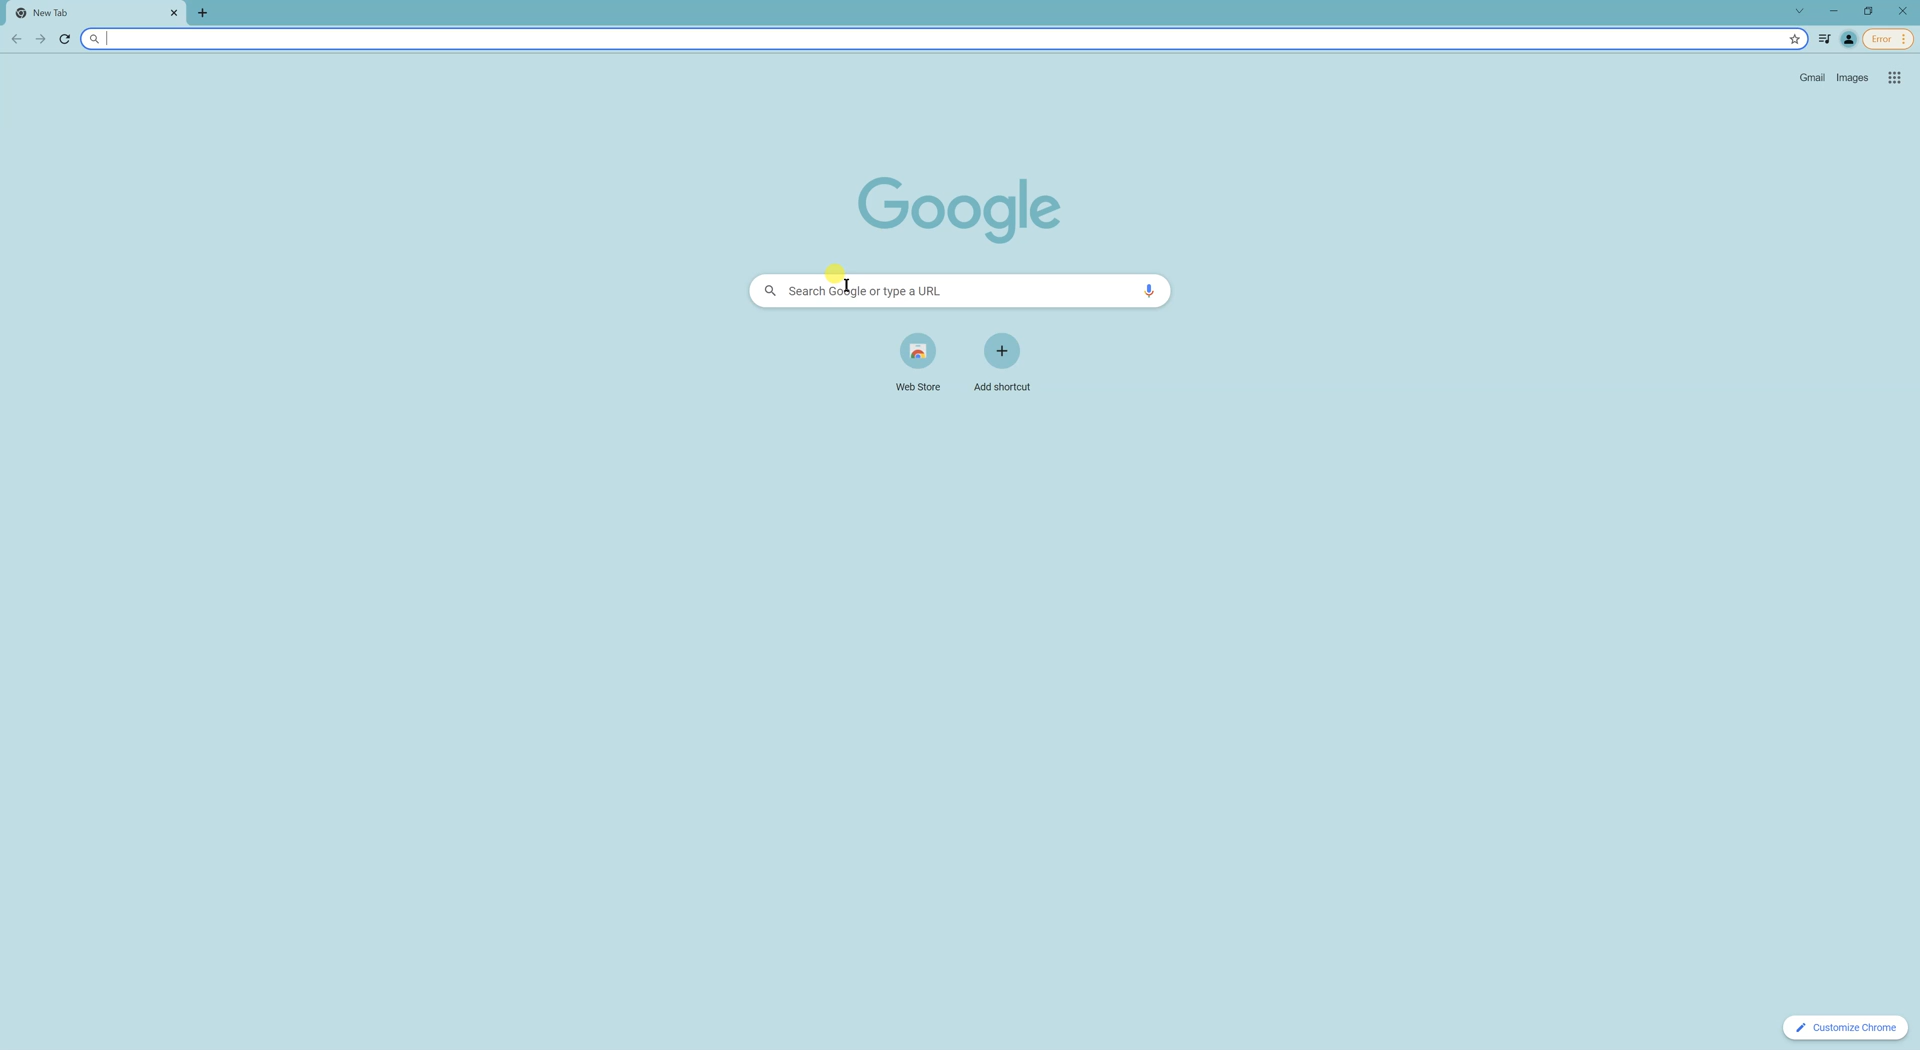 New Tab
Error
Gmail Images
Google
Search Google or type a URL
Web Store Add shortcut
Customize Chrome